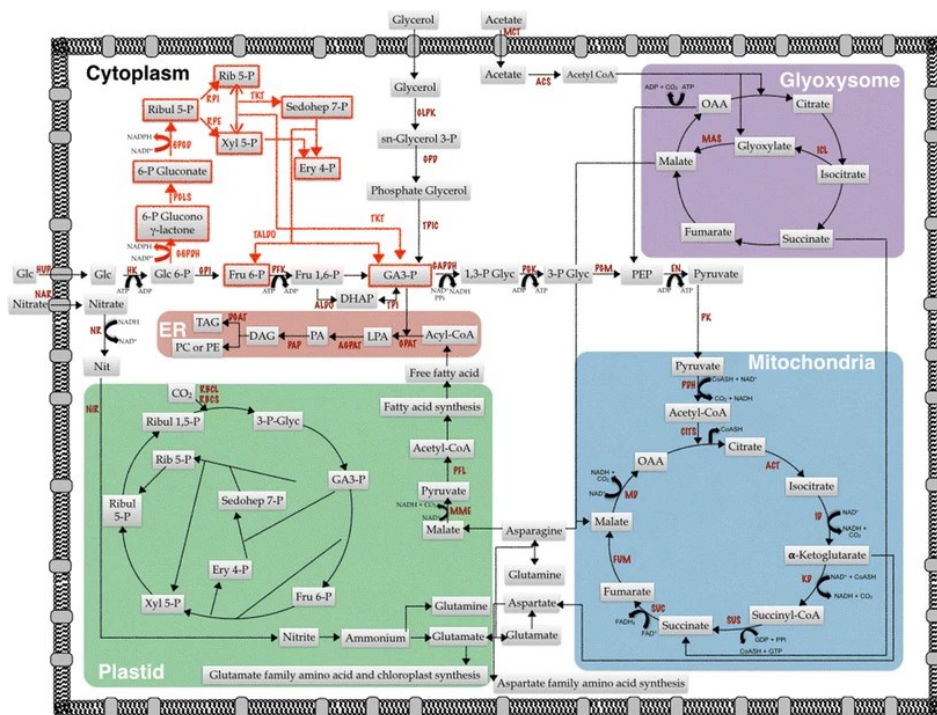 Glycerol
Acetate
MCT
Cytoplasm
Rib 5-P
RPI
TKT
Ribul 5-P
RPE
Sedohep 7-P
Xyl 5-P
Ery 4-P
NADPH
NADP⁺
6PGD
6-P Gluconate
PGLS
6-P Glucono
γ-lactone
NADPH
NADP⁺
G6PDH
TALDO
TKT
Glycerol
GLPK
sn-Glycerol 3-P
GPD
Phosphate Glycerol
TPIC
Acetate
ACS
Acetyl CoA
Glyoxysome
ADP + CO₂ ATP
OAA
Citrate
MAS
Glyoxylate
ICL
Malate
Isocitrate
Fumarate
Succinate
Glc
HUP
Glc
HK
ATP
ADP
Glc 6-P
GPI
Fru 6-P
PFK
ATP
ADP
Fru 1,6-P
ALDO
DHAP
TPI
GA3-P
GAPDH
NAD⁺
PPi
NADH
1,3-P Glyc
PGK
ADP
ATP
3-P Glyc
PGM
PEP
EN
ADP
ATP
Pyruvate
PK
Nitrate
NAR
Nitrate
NR
NADH
NAD⁺
Nit
NiR
ER
TAG
DGAT
PC or PE
DAG
PAP
PA
AGPAT
LPA
GPAT
Acyl-CoA
Free fatty acid
Fatty acid synthesis
Acetyl-CoA
PFL
Pyruvate
NADH + CO₂
NAD⁺
MME
Malate
CO₂
RBCL
RBCS
Ribul 1,5-P
3-P-Glyc
Rib 5-P
GA3-P
Sedohep 7-P
Ribul
5-P
Ery 4-P
Fru 6-P
Xyl 5-P
Nitrite
Ammonium
Glutamine
Glutamate
Glutamate family amino acid and chloroplast synthesis
Plastid
Asparagine
Glutamine
Aspartate
Glutamate
Aspartate family amino acid synthesis
Mitochondria
Pyruvate
PDH
CoASH + NAD⁺
CO₂ + NADH
Acetyl-CoA
CITS
CoASH
OAA
Citrate
ACT
Isocitrate
NADH +
CO₂
NAD⁺
MD
Malate
ID
NAD⁺
NADH +
CO₂
α-Ketoglutarate
FUM
KD
NAD⁺ + CoASH
NADH + CO₂
Fumarate
SUC
FADH₂
FAD⁺
Succinate
SUS
Succinyl-CoA
GDP + PPi
CoASH + GTP